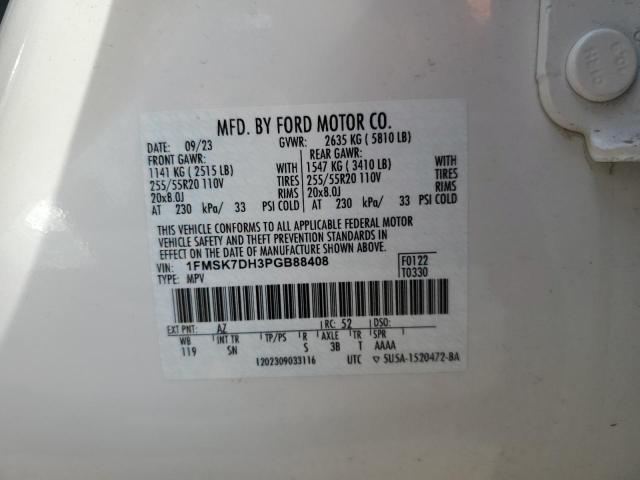 MFD. BY FORD MOTOR CO.
DATE: 09/23 GVWR: 2635 KG ( 5810 LB)
FRONT GAWR: REAR GAWR:
1141 KG ( 2515 LB) WITH 1547 KG ( 3410 LB) WITH
255/55R20 110V TIRES 255/55R20 110V TIRES
20x8.0J RIMS 20x8.0J RIMS
AT 230 kPa/ 33 PSI COLD AT 230 kPa/ 33 PSI COLD
THIS VEHICLE CONFORMS TO ALL APPLICABLE FEDERAL MOTOR
VEHICLE SAFETY AND THEFT PREVENTION STANDARDS IN
EFFECT ON THE DATE OF MANUFACTURE SHOWN ABOVE.
VIN: 1FMSK7DH3PGB88408 F0122
TYPE: MPV T0330
EXT PNT: AZ RC: 52 DSO:
WB INT TR TP/PS R AXLE TR SPR
119 SN S 3B T AAAA
1202309033116 UTC 5U5A-1520472-BA